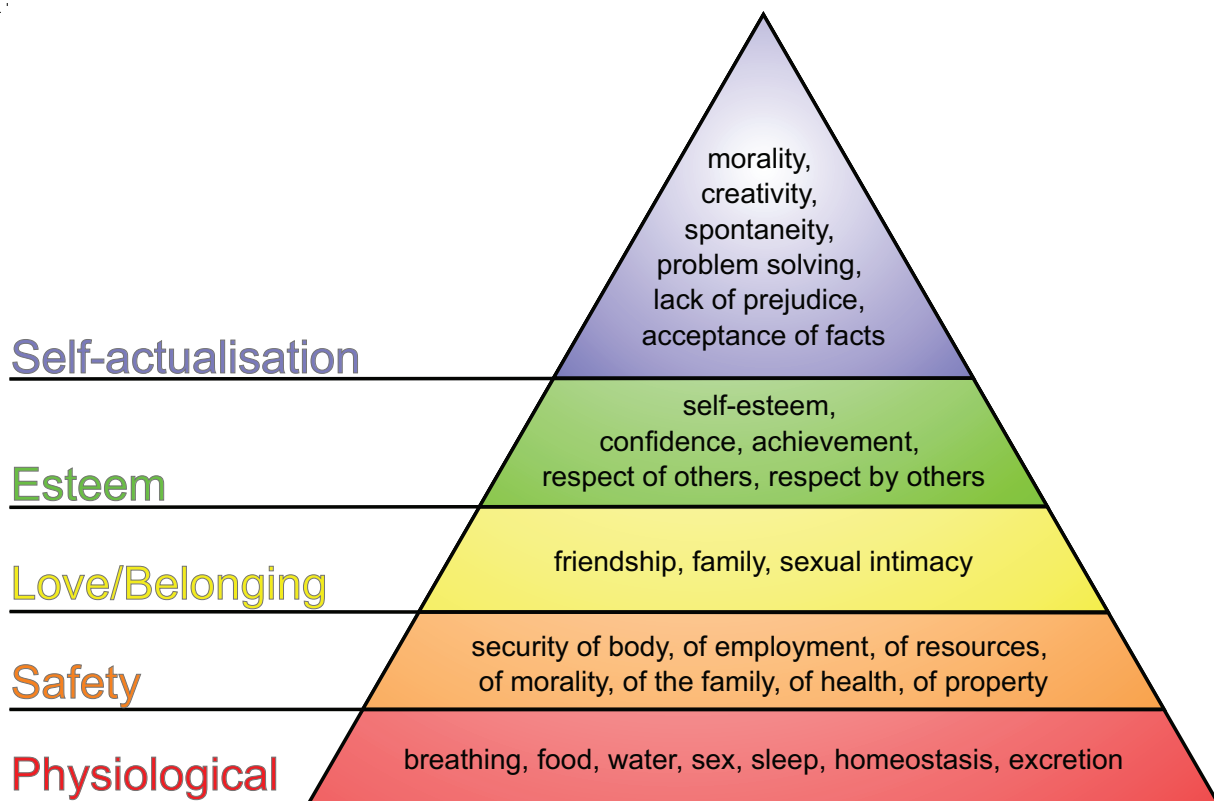 morality,
creativity,
spontaneity,
problem solving,
lack of prejudice,
acceptance of facts
Self-actualisation
self-esteem,
confidence, achievement,
respect of others, respect by others
Esteem
friendship, family, sexual intimacy
Love/Belonging
security of body, of employment, of resources,
of morality, of the family, of health, of property
Safety
breathing, food, water, sex, sleep, homeostasis, excretion
Physiological